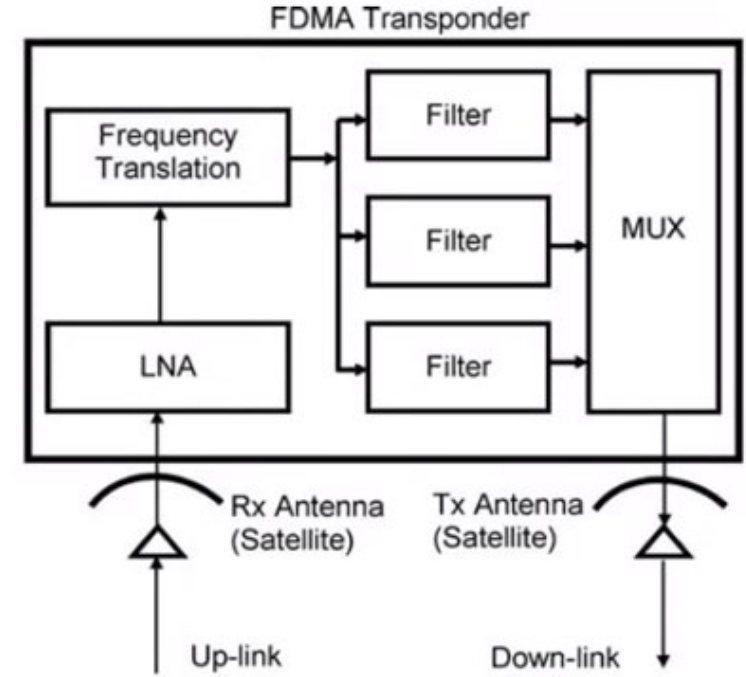 FDMA Transponder
Frequency
Translation
LNA
Filter
Filter
Filter
MUX
Rx Antenna
(Satellite)
Tx Antenna
(Satellite)
Up-link
Down-link